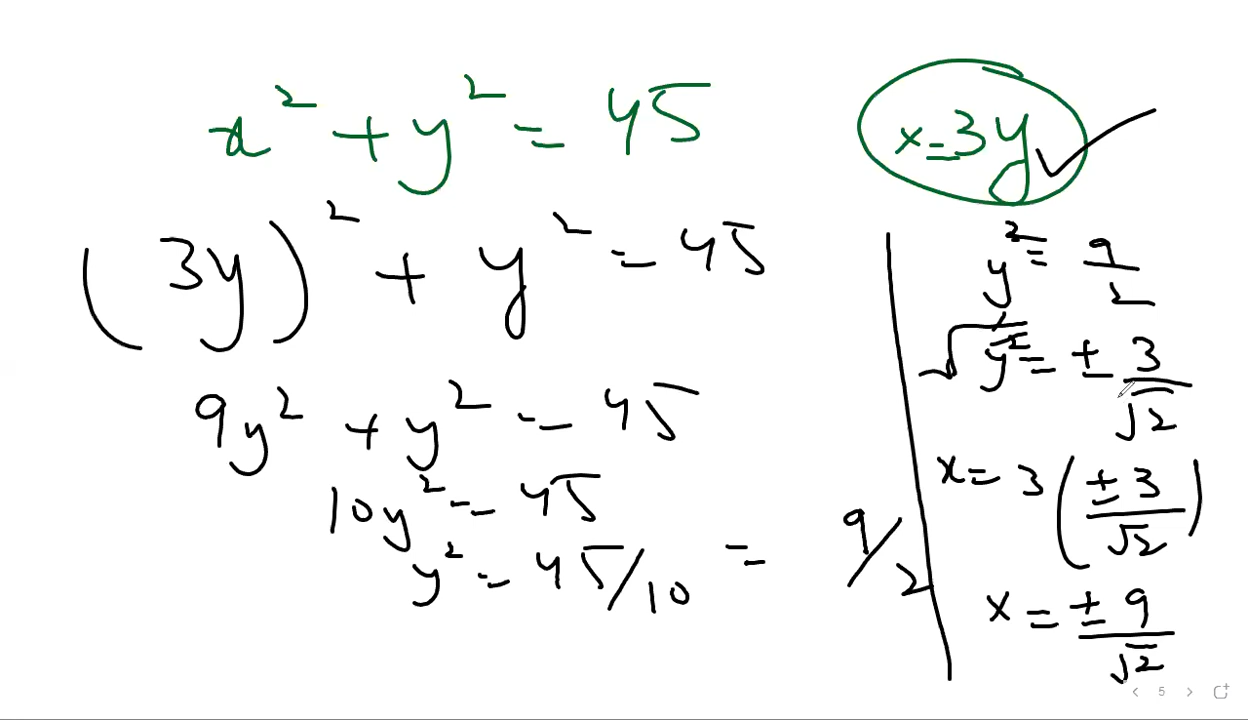 x² + y² = 45
x = 3y ✓
(3y)² + y² = 45
9y² + y² = 45
10y² = 45
y² = 45/10 = 9/2
y² = 9/2
√y² = ± 3/√2
x = 3(± 3/√2)
x = ± 9/√2
5